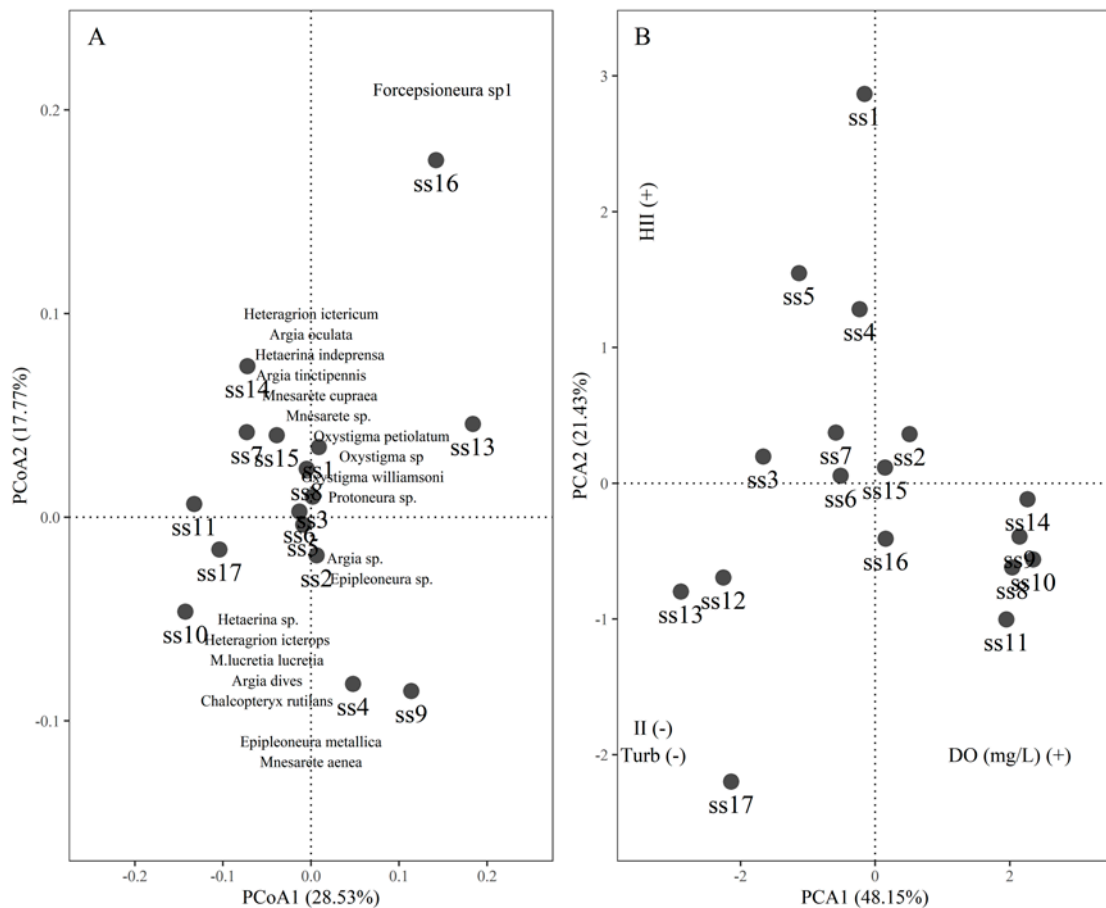 A
Forcepsioneura sp1
ss16
Heteragrion ictericum
Argia oculata
Hetaerina indeprensa
Argia tinctipennis
ss14
Mnesarete cupraea
Mnesarete sp.
ss7
ss15
Oxystigma petiolatum
ss13
ss1
Oxystigma sp
Oxystigma williamsoni
ss8
Protoneura sp.
ss3
ss11
ss6
ss5
ss17
ss2
Argia sp.
Epipleoneura sp.
ss10
Hetaerina sp.
Heteragrion icterops
M.lucretia lucretia
Argia dives
Chalcopteryx rutilans
ss4
ss9
Epipleoneura metallica
Mnesarete aenea
0.2
0.1
0.0
-0.1
PCoA2 (17.77%)
-0.2
-0.1
0.0
0.1
0.2
PCoA1 (28.53%)
B
ss1
HII (+)
ss5
ss4
ss7
ss2
ss3
ss6
ss15
ss14
ss16
ss9
ss10
ss8
ss13
ss12
ss11
II (-)
Turb (-)
DO (mg/L) (+)
ss17
3
2
1
0
-1
-2
PCA2 (21.43%)
-2
0
2
PCA1 (48.15%)